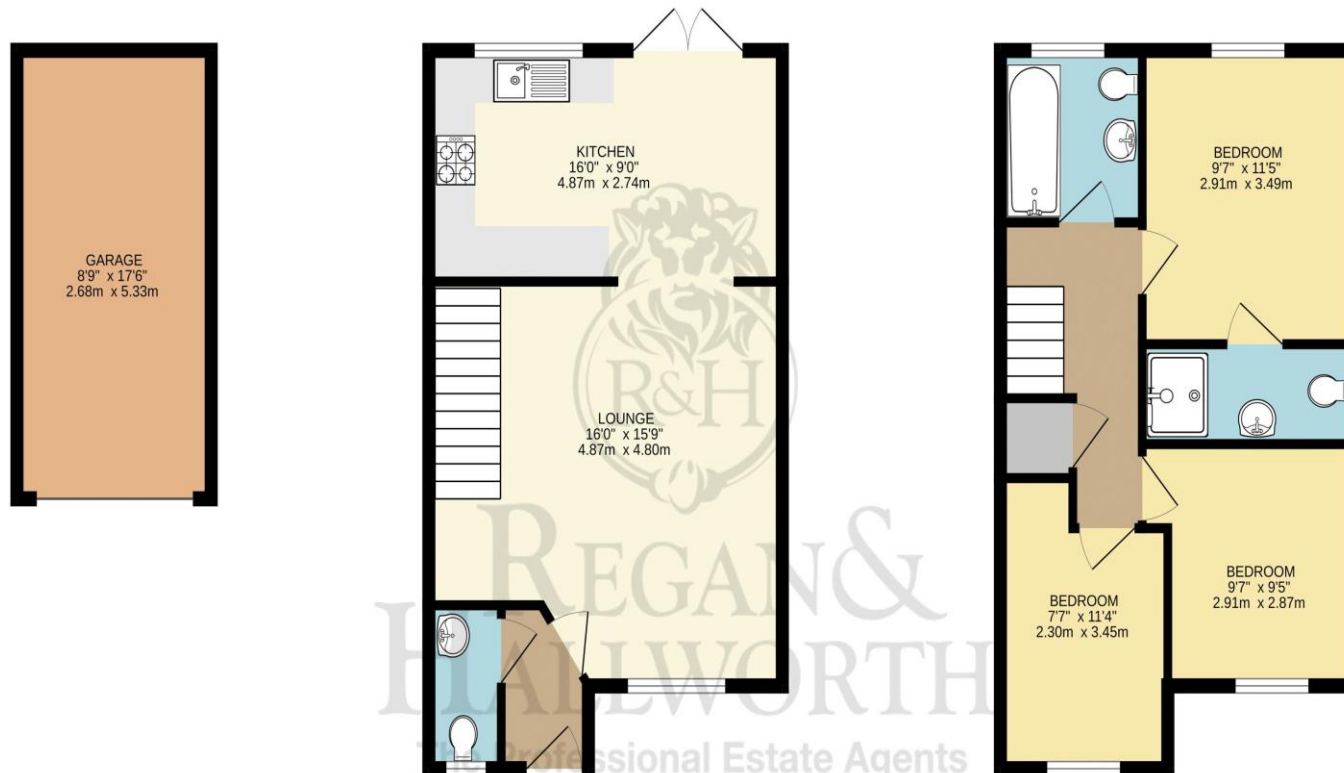 GARAGE
8'9" x 17'6"
2.68m x 5.33m
KITCHEN
16'0" x 9'0"
4.87m x 2.74m
LOUNGE
16'0" x 15'9"
4.87m x 4.80m
BEDROOM
9'7" x 11'5"
2.91m x 3.49m
BEDROOM
9'7" x 9'5"
2.91m x 2.87m
BEDROOM
7'7" x 11'4"
2.30m x 3.45m
R&H
REGAN &
HALLWORTH
The Professional Estate Agents